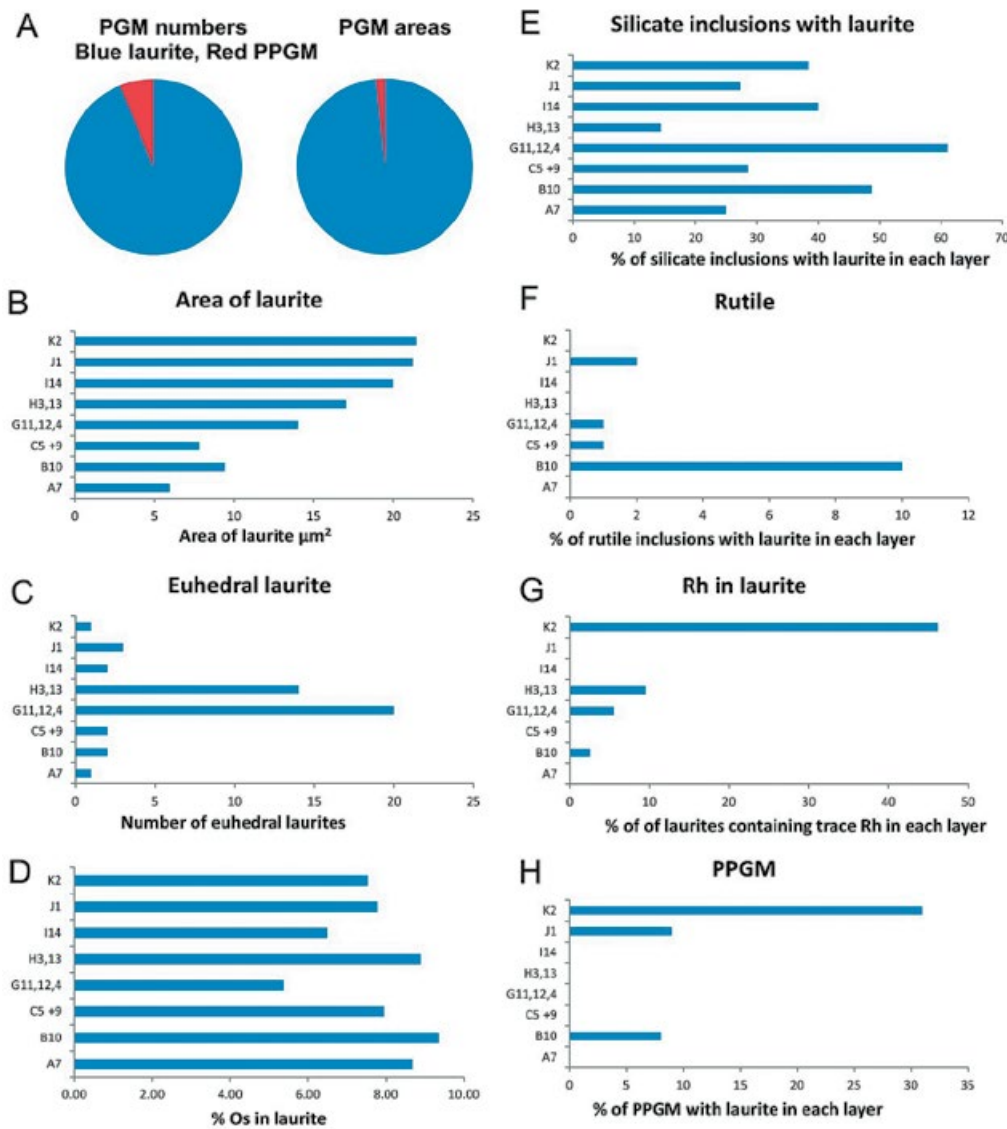 A
PGM numbers
Blue laurite, Red PPGM
PGM areas
B
Area of laurite
K2
J1
I14
H3,13
G11,12,4
C5 +9
B10
A7
0 5 10 15 20 25
Area of laurite µm²
C
Euhedral laurite
K2
J1
I14
H3,13
G11,12,4
C5 +9
B10
A7
0 5 10 15 20 25
Number of euhedral laurites
D
K2
J1
I14
H3,13
G11,12,4
C5 +9
B10
A7
0.00 2.00 4.00 6.00 8.00 10.00
% Os in laurite
E
Silicate inclusions with laurite
K2
J1
I14
H3,13
G11,12,4
C5 +9
B10
A7
0 10 20 30 40 50 60 70
% of silicate inclusions with laurite in each layer
F
Rutile
K2
J1
I14
H3,13
G11,12,4
C5 +9
B10
A7
0 2 4 6 8 10 12
% of rutile inclusions with laurite in each layer
G
Rh in laurite
K2
J1
I14
H3,13
G11,12,4
C5 +9
B10
A7
0 10 20 30 40 50
% of of laurites containing trace Rh in each layer
H
PPGM
K2
J1
I14
H3,13
G11,12,4
C5 +9
B10
A7
0 5 10 15 20 25 30 35
% of PPGM with laurite in each layer